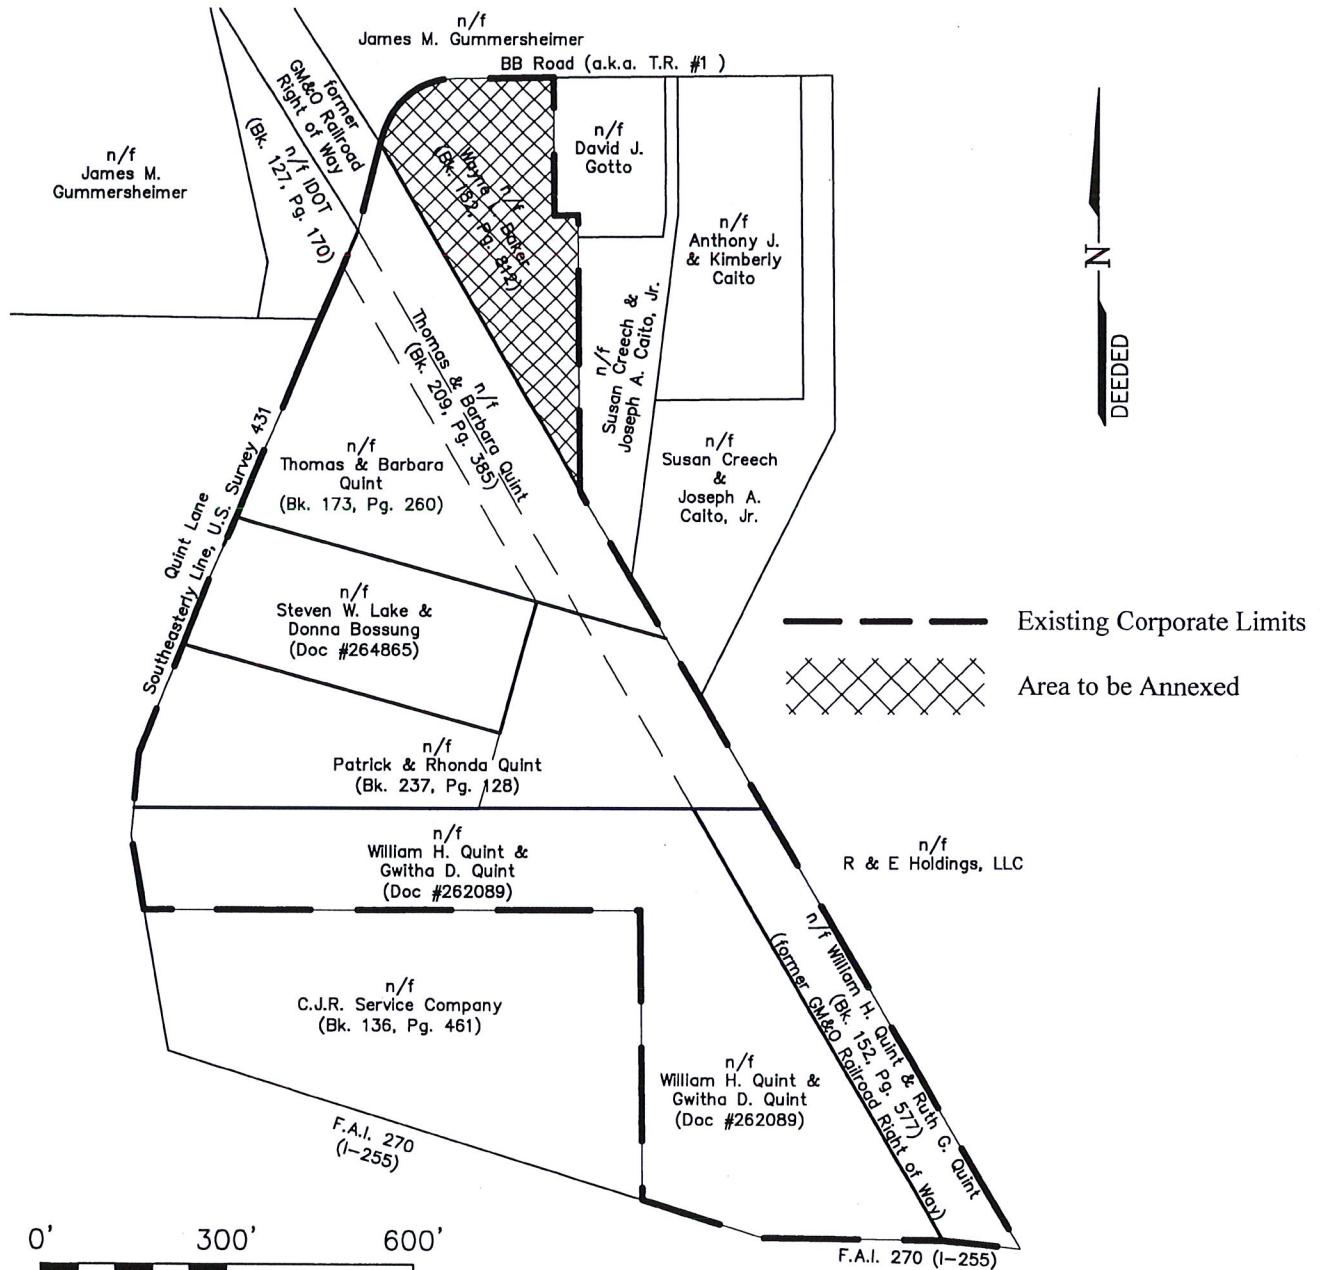 n/f
James M. Gummersheimer
BB Road (a.k.a. T.R. #1 )
former
GM&O Railroad
Right of Way
n/f IDOT
(Bk. 127, Pg. 170)
n/f
James M.
Gummersheimer
n/f
Wayne L. Baker
(Bk. 182, Pg. 812)
n/f
David J.
Gotto
n/f
Anthony J.
& Kimberly
Caito
n/f
Susan Creech &
Joseph A. Caito, Jr.
n/f
Susan Creech
&
Joseph A.
Caito, Jr.
N
DEEDED
n/f
Thomas & Barbara Quint
(Bk. 209, Pg. 385)
n/f
Thomas & Barbara
Quint
(Bk. 173, Pg. 260)
Quint Lane
Southeasterly Line, U.S. Survey 431
n/f
Steven W. Lake &
Donna Bossung
(Doc #264865)
Existing Corporate Limits
Area to be Annexed
n/f
Patrick & Rhonda Quint
(Bk. 237, Pg. 128)
n/f
William H. Quint &
Gwitha D. Quint
(Doc #262089)
n/f
R & E Holdings, LLC
n/f
C.J.R. Service Company
(Bk. 136, Pg. 461)
n/f William H. Quint & Ruth G. Quint
(Bk. 152, Pg. 577)
(former GM&O Railroad Right of Way)
n/f
William H. Quint &
Gwitha D. Quint
(Doc #262089)
F.A.I. 270
(I-255)
F.A.I. 270 (I-255)
0' 300' 600'